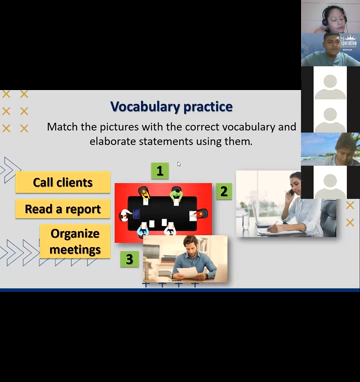 Vocabulary practice
Match the pictures with the correct vocabulary and
elaborate statements using them.
1
Call clients
2
Read a report
Organize
meetings
3